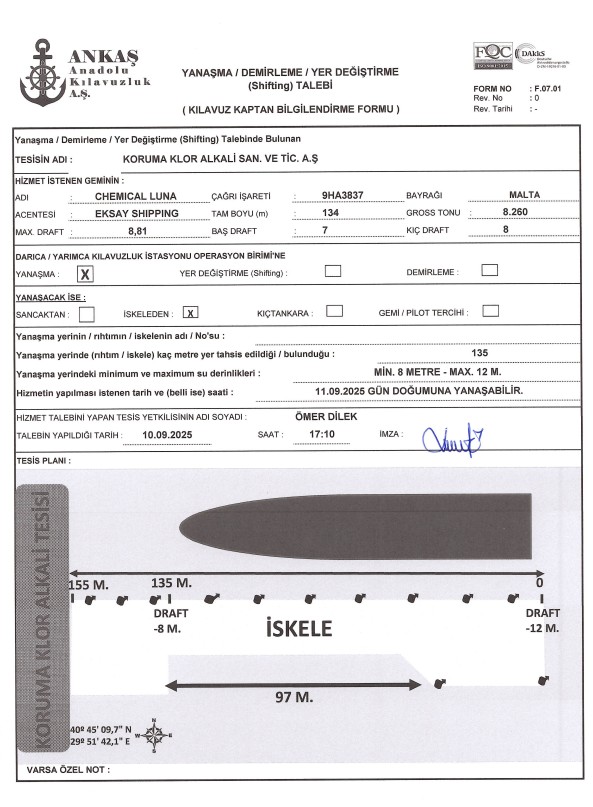 ANKAŞ
Anadolu
Kılavuzluk
A.Ş.
YANAŞMA / DEMİRLEME / YER DEĞİŞTİRME
(Shifting) TALEBİ
( KILAVUZ KAPTAN BİLGİLENDİRME FORMU )
FQC
ISO 9001:2015
DAkkS
FORM NO : F.07.01
Rev. No : 0
Rev. Tarihi : -
Yanaşma / Demirleme / Yer Değiştirme (Shifting) Talebinde Bulunan
TESİSİN ADI : KORUMA KLOR ALKALİ SAN. VE TİC. A.Ş
HİZMET İSTENEN GEMİNİN :
ADI : CHEMICAL LUNA ÇAĞRI İŞARETİ : 9HA3837 BAYRAĞI MALTA
ACENTESİ : EKSAY SHIPPING TAM BOYU (m) : 134 GROSS TONU : 8.260
MAX. DRAFT : 8,81 BAŞ DRAFT : 7 KIÇ DRAFT : 8
DARICA / YARIMCA KILAVUZLUK İSTASYONU OPERASYON BİRİMİ'NE
YANAŞMA : X YER DEĞİŞTİRME (Shifting) : DEMİRLEME :
YANAŞACAK İSE :
SANCAKTAN : İSKELEDEN : X KIÇTANKARA : GEMİ / PİLOT TERCİHİ :
Yanaşma yerinin / rıhtımın / iskelenin adı / No'su :
Yanaşma yerinde (rıhtım / iskele) kaç metre yer tahsis edildiği / bulunduğu : 135
Yanaşma yerindeki minimum ve maximum su derinlikleri : MİN. 8 METRE - MAX. 12 M.
Hizmetin yapılması istenen tarih ve (belli ise) saati : 11.09.2025 GÜN DOĞUMUNA YANAŞABİLİR.
HİZMET TALEBİNİ YAPAN TESİS YETKİLİSİNİN ADI SOYADI : ÖMER DİLEK
TALEBİN YAPILDIĞI TARİH : 10.09.2025 SAAT : 17:10 İMZA :
TESİS PLANI :
KORUMA KLOR ALKALİ TESİSİ
155 M. 135 M. 0
DRAFT DRAFT
-8 M. İSKELE -12 M.
97 M.
40º 45' 09,7" N
29º 51' 42,1" E
N
W E
S
VARSA ÖZEL NOT :